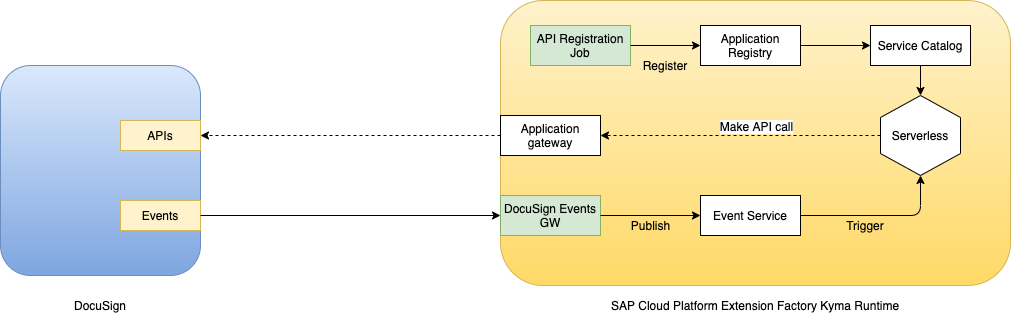 API Registration
Job
Register
Application
Registry
Service Catalog
APIs
Application
gateway
Make API call
Serverless
Events
DocuSign Events
GW
Publish
Event Service
Trigger
DocuSign
SAP Cloud Platform Extension Factory Kyma Runtime